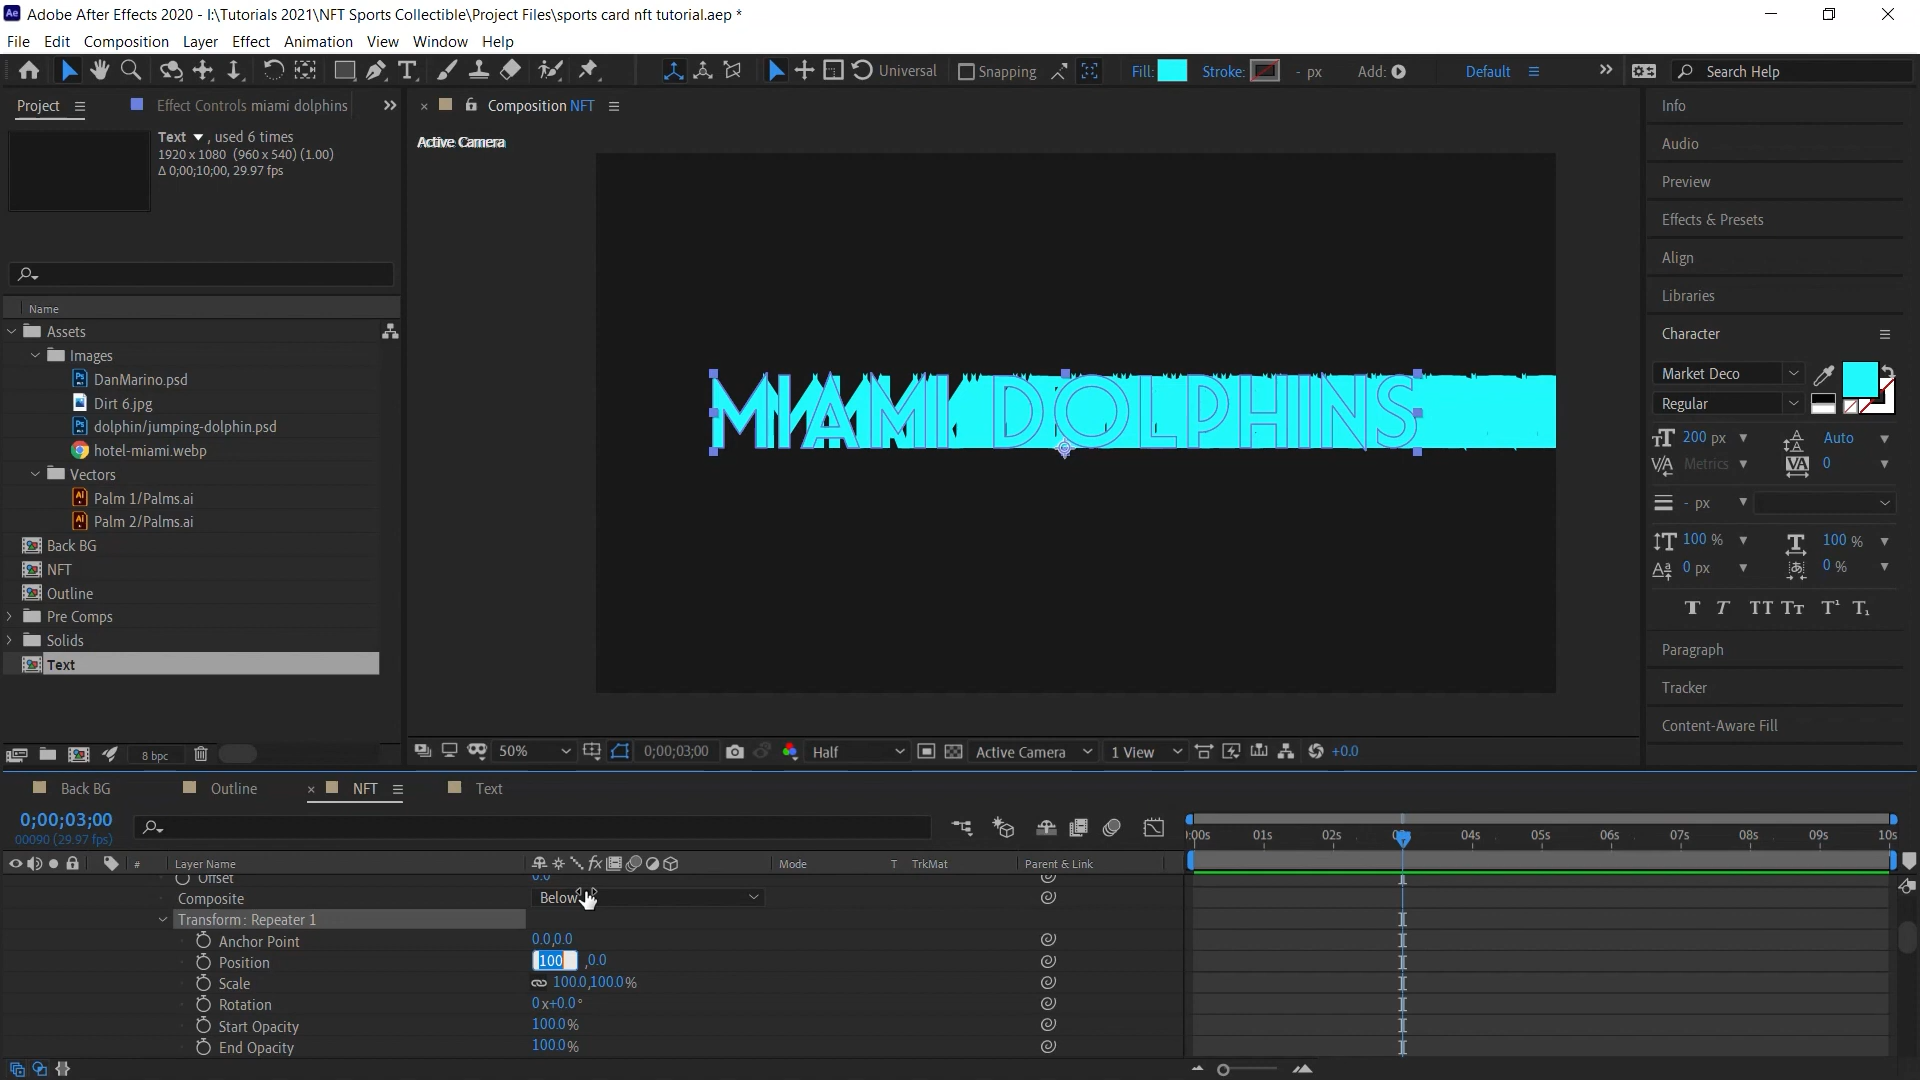 Adobe After Effects 2020 - I:\Tutorials 2021\NFT Sports Collectible\Project Files\sports card nft tutorial.aep *
File Edit Composition Layer Effect Animation View Window Help
Universal Snapping Fill: Stroke: - px Add: Default Search Help
Project Effect Controls miami dolphins
Composition NFT
Text , used 6 times
1920 x 1080 (960 x 540) (1.00)
Δ 0;00;10;00, 29.97 fps
Active Camera
MIAMI DOLPHINS
Name
Assets
Images
DanMarino.psd
Dirt 6.jpg
dolphin/jumping-dolphin.psd
hotel-miami.webp
Vectors
Palm 1/Palms.ai
Palm 2/Palms.ai
Back BG
NFT
Outline
Pre Comps
Solids
Text
8 bpc
50% 0;00;03;00 Half Active Camera 1 View +0.0
Info
Audio
Preview
Effects & Presets
Align
Libraries
Character
Market Deco
Regular
200 px Auto
Metrics 0
- px
100 % 100 %
0 px 0 %
Paragraph
Tracker
Content-Aware Fill
Back BG Outline NFT Text
0;00;03;00
00090 (29.97 fps)
01s 02s 04s 05s 06s 07s 08s 09s 10s
# Layer Name Mode T TrkMat Parent & Link
Offset 0.0
Composite Below
Transform: Repeater 1
Anchor Point 0.0,0.0
Position 100 ,0.0
Scale 100.0,100.0%
Rotation 0x+0.0°
Start Opacity 100.0%
End Opacity 100.0%